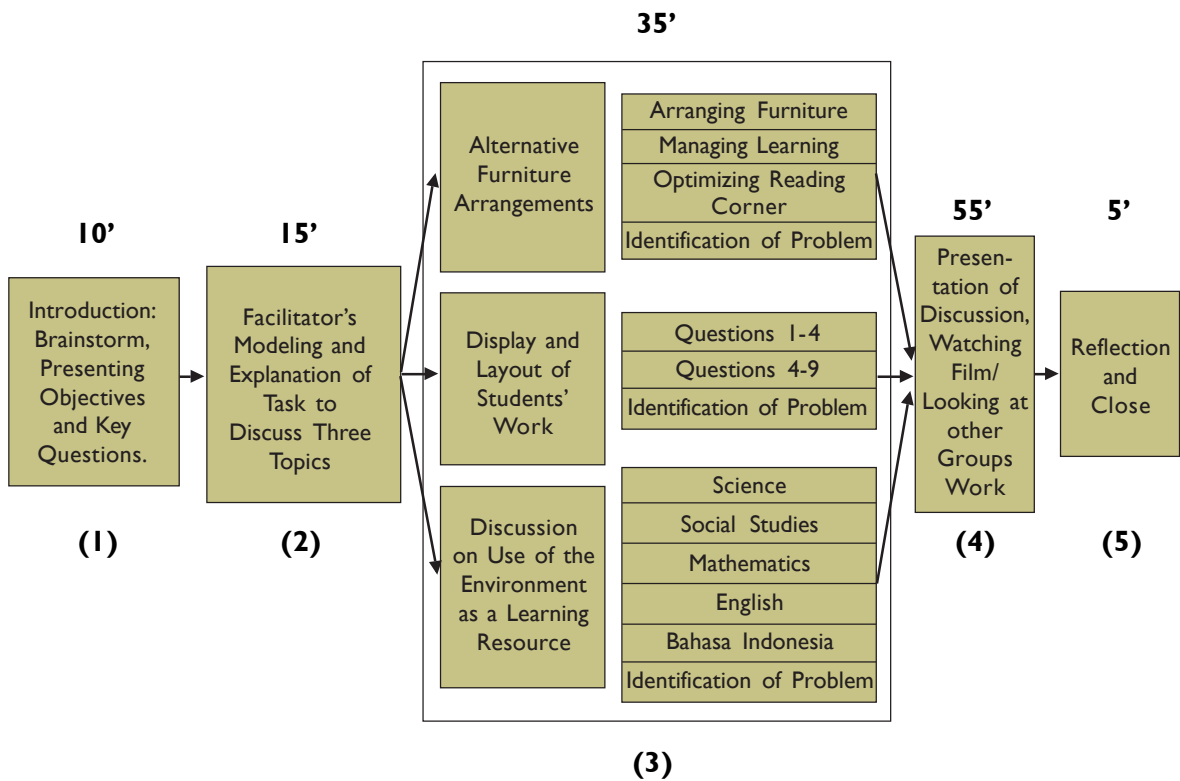 35’
10’
Introduction:
Brainstorm,
Presenting
Objectives
and Key
Questions.
(1)
15’
Facilitator’s
Modeling and
Explanation of
Task to
Discuss Three
Topics
(2)
Alternative
Furniture
Arrangements
Arranging Furniture
Managing Learning
Optimizing Reading
Corner
Identification of Problem
Display and
Layout of
Students’
Work
Questions 1-4
Questions 4-9
Identification of Problem
Discussion
on Use of the
Environment
as a Learning
Resource
Science
Social Studies
Mathematics
English
Bahasa Indonesia
Identification of Problem
(3)
55’
Presen-
tation of
Discussion,
Watching
Film/
Looking at
other
Groups
Work
(4)
5’
Reflection
and
Close
(5)